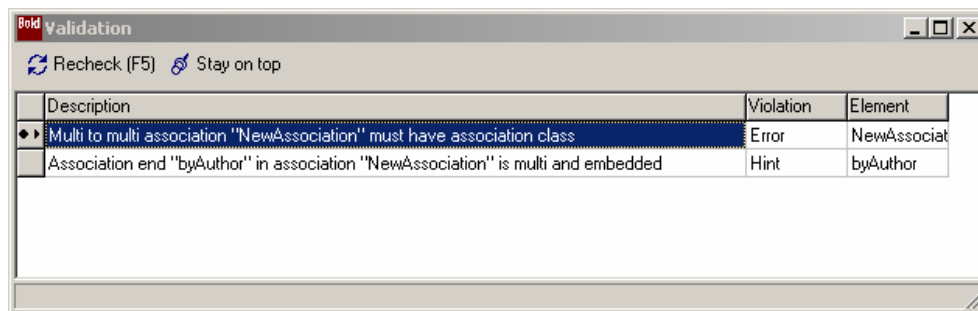 Bold Validation
Recheck (F5) Stay on top
Description Violation Element
Multi to multi association "NewAssociation" must have association class Error NewAssociat
Association end "byAuthor" in association "NewAssociation" is multi and embedded Hint byAuthor